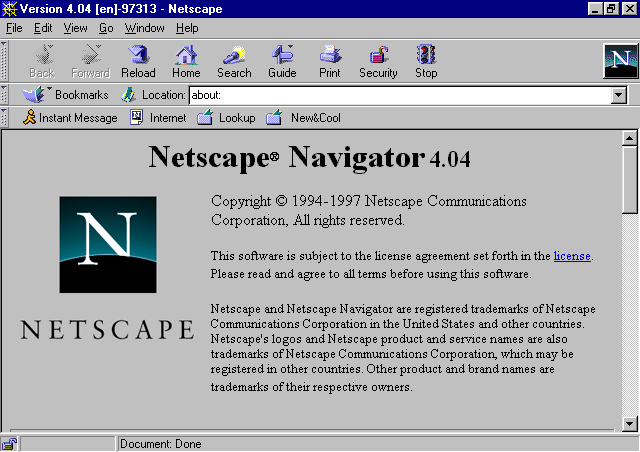 Version 4.04 [en]-97313 - Netscape
File Edit View Go Window Help
Back Forward Reload Home Search Guide Print Security Stop
N
Bookmarks Location: about:
Instant Message Internet Lookup New&Cool
Netscape® Navigator 4.04
N
NETSCAPE
Copyright © 1994-1997 Netscape Communications
Corporation, All rights reserved.
This software is subject to the license agreement set forth in the license.
Please read and agree to all terms before using this software.
Netscape and Netscape Navigator are registered trademarks of Netscape
Communications Corporation in the United States and other countries.
Netscape's logos and Netscape product and service names are also
trademarks of Netscape Communications Corporation, which may be
registered in other countries. Other product and brand names are
trademarks of their respective owners.
Document: Done